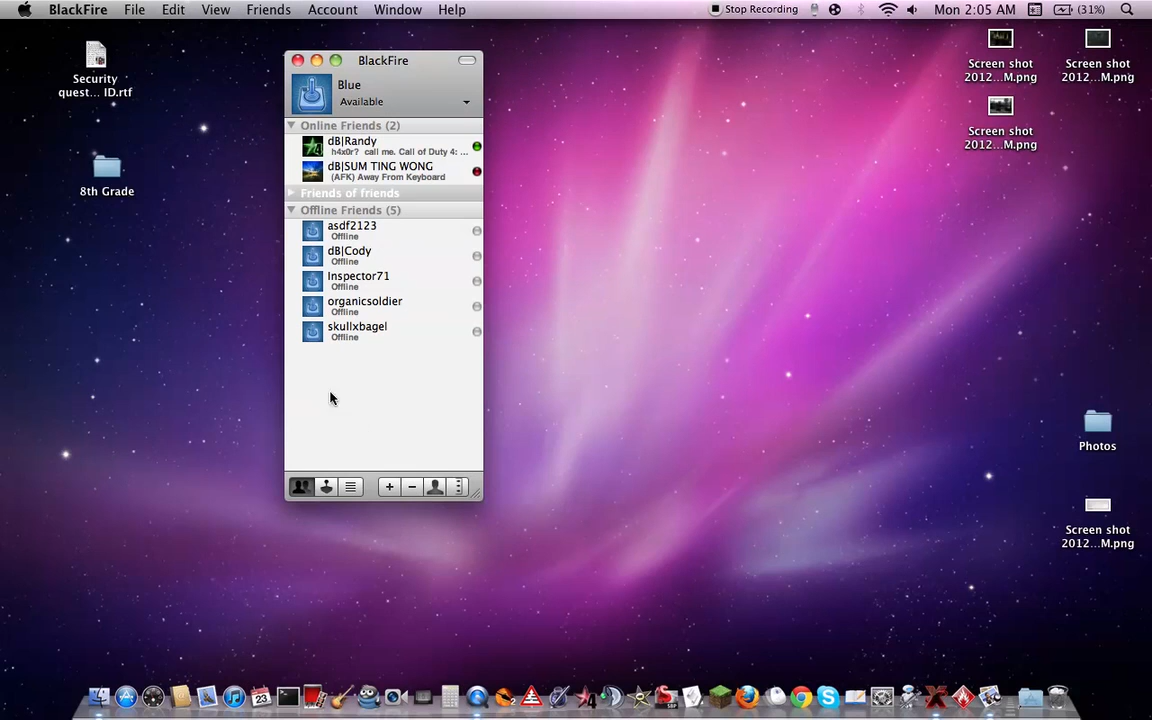 BlackFire File Edit View Friends Account Window Help Stop Recording Mon 2:05 AM (31%)
Security
quest... ID.rtf
8th Grade
BlackFire
Blue
Available
Online Friends (2)
dB|Randy
h4x0r? call me. Call of Duty 4: ...
dB|SUM TING WONG
(AFK) Away From Keyboard
Friends of friends
Offline Friends (5)
asdf2123
Offline
dB|Cody
Offline
Inspector71
Offline
organicsoldier
Offline
skullxbagel
Offline
Screen shot
2012...M.png
Screen shot
2012...M.png
Screen shot
2012...M.png
Photos
Screen shot
2012...M.png
23